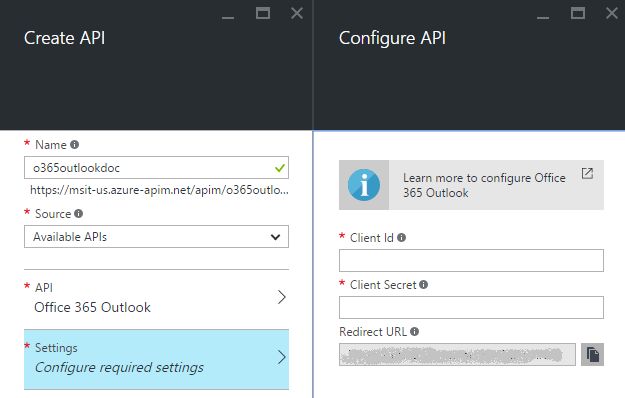 Create API
* Name
o365outlookdoc
https://msit-us.azure-apim.net/apim/o365outlo...
* Source
Available APIs
* API
Office 365 Outlook
* Settings
Configure required settings
Configure API
Learn more to configure Office
365 Outlook
* Client Id
* Client Secret
Redirect URL